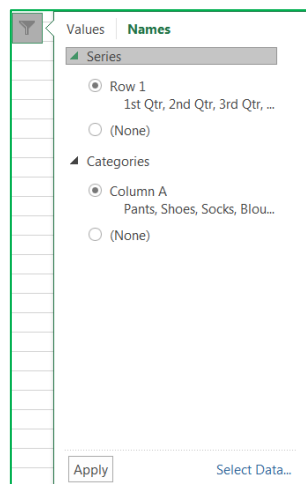 Values Names
Series
Row 1
1st Qtr, 2nd Qtr, 3rd Qtr, ...
(None)
Categories
Column A
Pants, Shoes, Socks, Blou...
(None)
Apply Select Data...